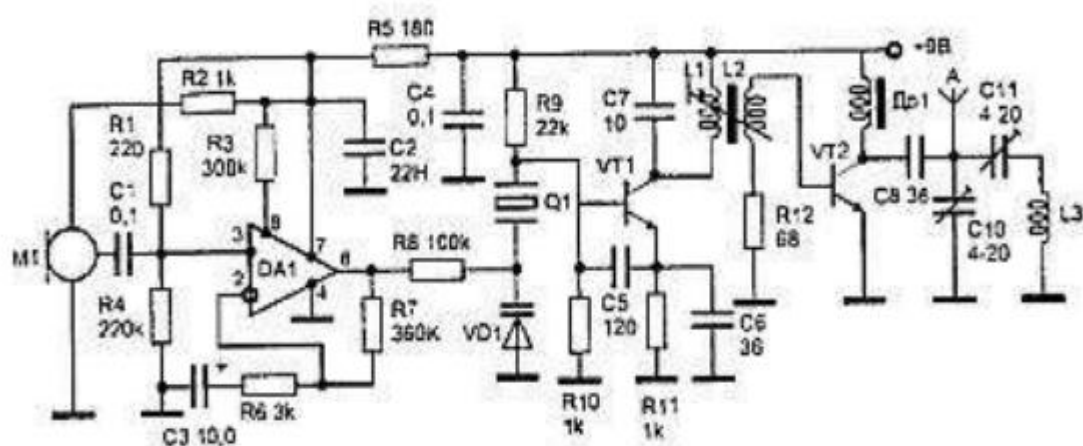 R5 180
+9В
R2 1k
C4
0,1
R9
22k
C7
10
L1 L2
Др1
A
C11
4-20
R1
220
R3
300k
C2
22Н
VT1
VT2
C1
0,1
Q1
C8 36
L3
M1
3
8
7
DA1
6
2
4
R8 100k
R12
68
C10
4-20
R4
220k
R7
360K
VD1
C5
120
C6
36
R6 3k
C3 10,0
+
R10
1k
R11
1k